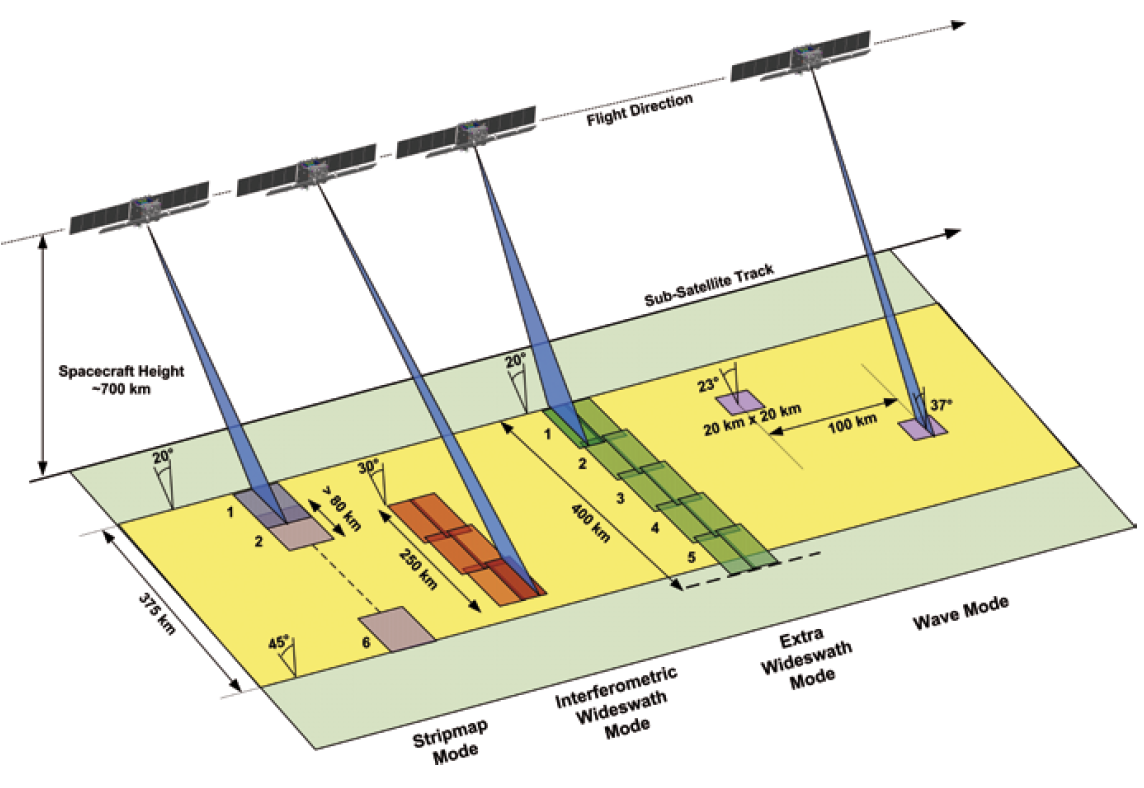 Flight Direction
Sub-Satellite Track
Spacecraft Height
~700 km
20°
20°
23°
37°
20 km x 20 km
100 km
1
2
> 80 km
6
30°
250 km
400 km
1
2
3
4
5
375 km
45°
Stripmap
Mode
Interferometric
Wideswath
Mode
Extra
Wideswath
Mode
Wave Mode